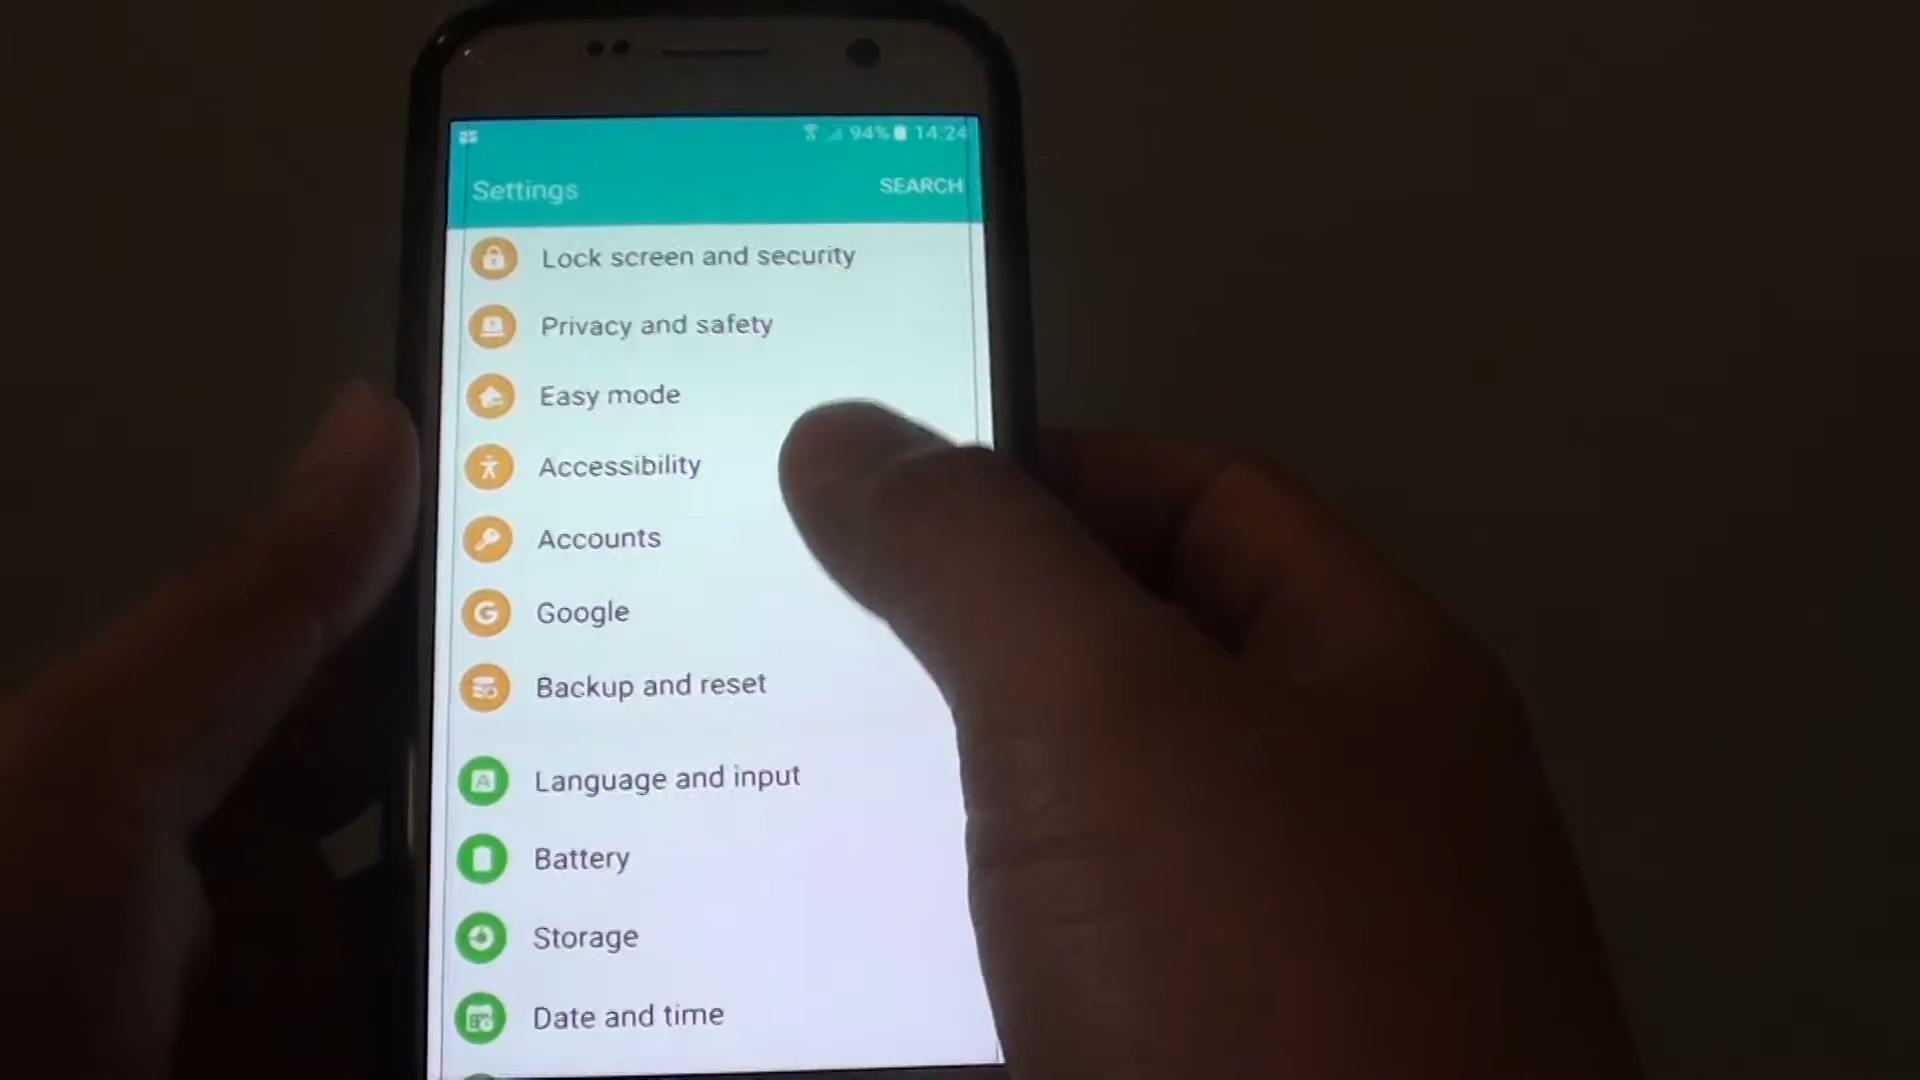 94% 14:24
Settings SEARCH
Lock screen and security
Privacy and safety
Easy mode
Accessibility
Accounts
Google
Backup and reset
Language and input
Battery
Storage
Date and time